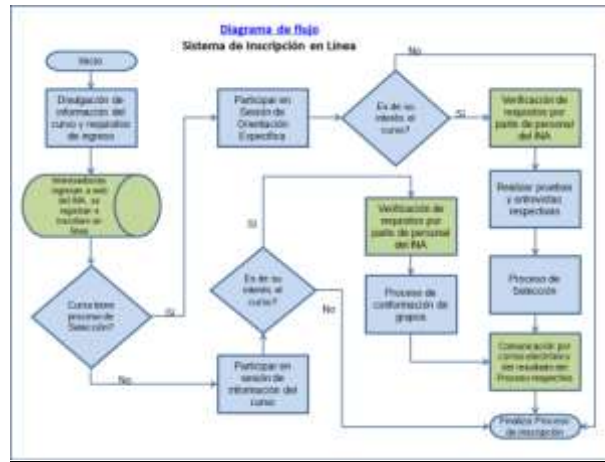 Diagrama de flujo
Sistema de Inscripción en Línea
Inicio
Divulgación de
información del
curso y requisitos
de ingreso
Interesados(as)
ingresan a web
del INA, se
registran e
inscriben en
línea
Curso tiene
proceso de
Selección?
Si
No
Participar en
Sesión de
Orientación
Específica
Es de su
interés el
curso?
No
Si
Verificación de
requisitos por
parte de personal
del INA
Realizar pruebas
y entrevistas
respectivas
Proceso de
Selección
Comunicación por
correo electrónico
del resultado del
Proceso respectivo
Finaliza Proceso
de inscripción
Participar en
sesión de
información del
curso
Es de su
interés el
curso?
Si
No
Verificación de
requisitos por
parte de personal
del INA
Proceso de
conformación de
grupos